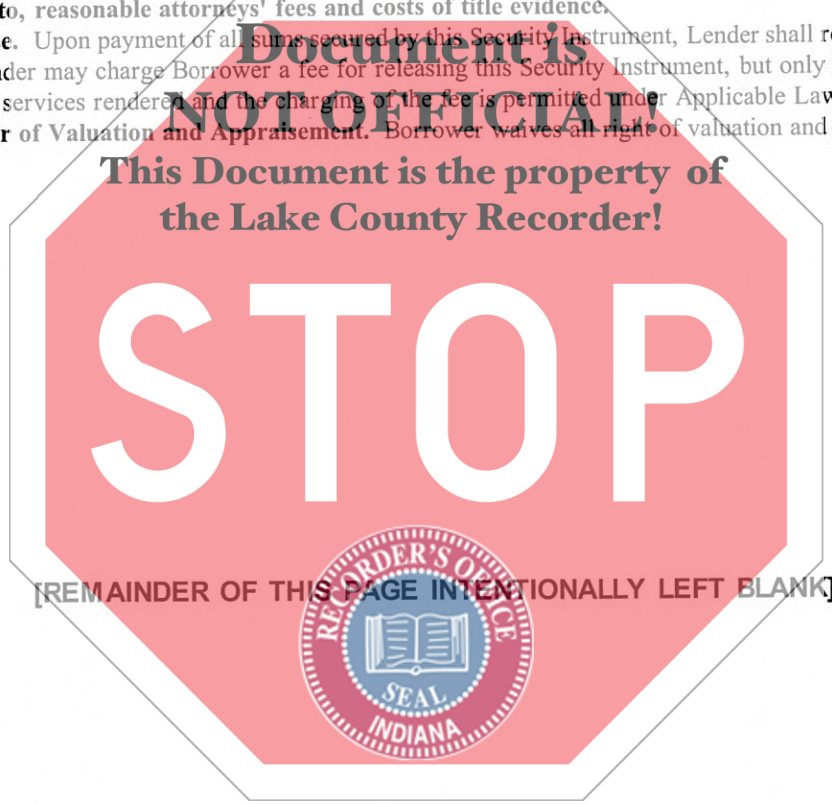 to, reasonable attorneys' fees and costs of title evidence.
e. Upon payment of all sums secured by this Security Instrument, Lender shall r
der may charge Borrower a fee for releasing this Security Instrument, but only
services rendered and the charging of the fee is permitted under Applicable Law
r of Valuation and Appraisement. Borrower waives all right of valuation and
Document is
NOT OFFICIAL!
This Document is the property of
the Lake County Recorder!
STOP
[REMAINDER OF THIS PAGE INTENTIONALLY LEFT BLANK]
RECORDER'S OFFICE
SEAL
INDIANA